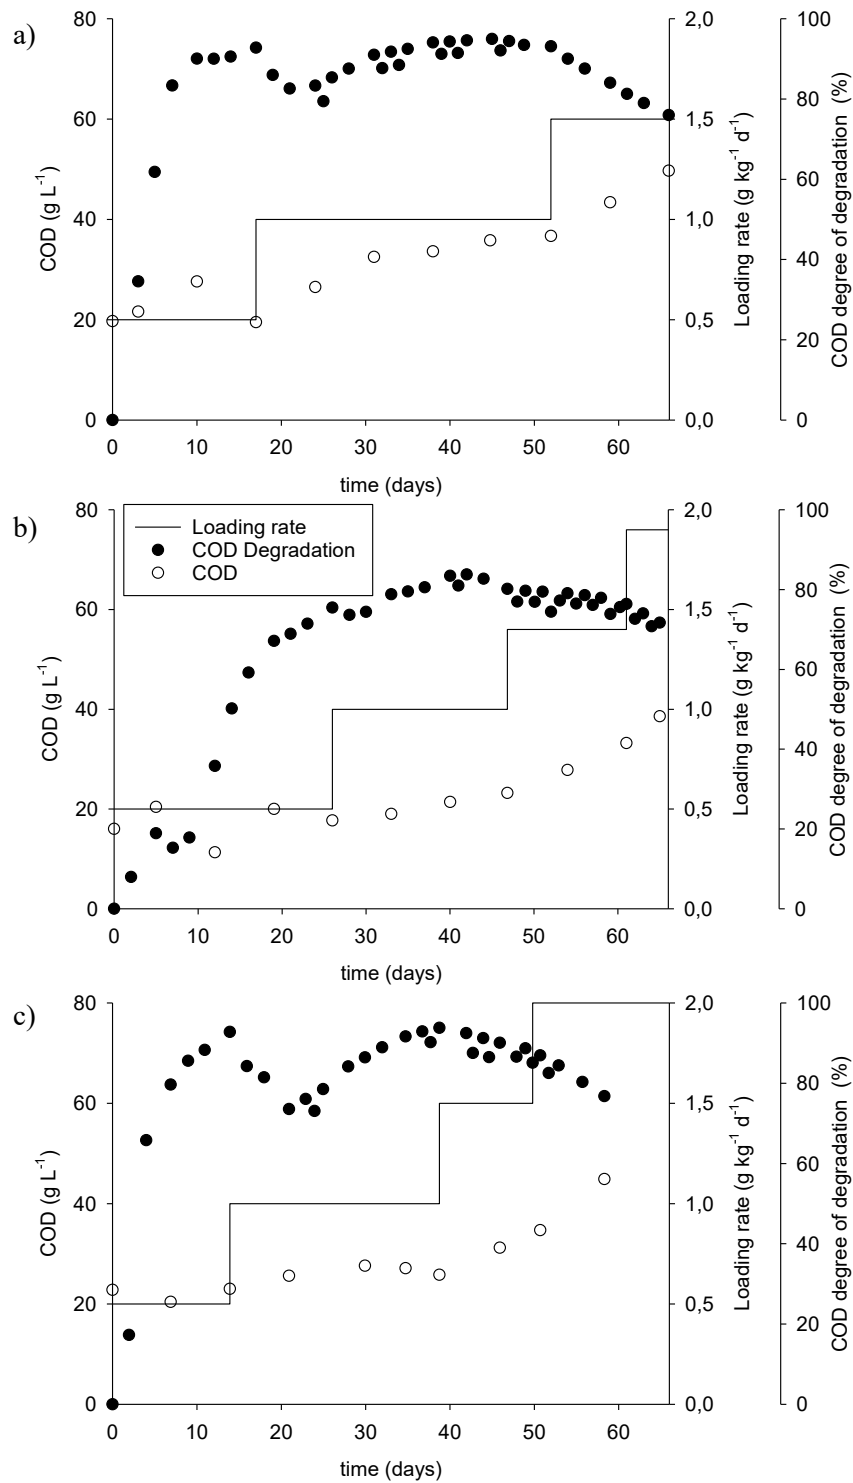 a)
80
60
40
20
0
COD (g L⁻¹)
0 10 20 30 40 50 60
time (days)
2,0
1,5
1,0
0,5
0,0
Loading rate (g kg⁻¹ d⁻¹)
100
80
60
40
20
0
COD degree of degradation (%)
b)
80
60
40
20
0
COD (g L⁻¹)
Loading rate
COD Degradation
COD
0 10 20 30 40 50 60
time (days)
2,0
1,5
1,0
0,5
0,0
Loading rate (g kg⁻¹ d⁻¹)
100
80
60
40
20
0
COD degree of degradation (%)
c)
80
60
40
20
0
COD (g L⁻¹)
0 10 20 30 40 50 60
time (days)
2,0
1,5
1,0
0,5
0,0
Loading rate (g kg⁻¹ d⁻¹)
100
80
60
40
20
0
COD degree of degradation (%)